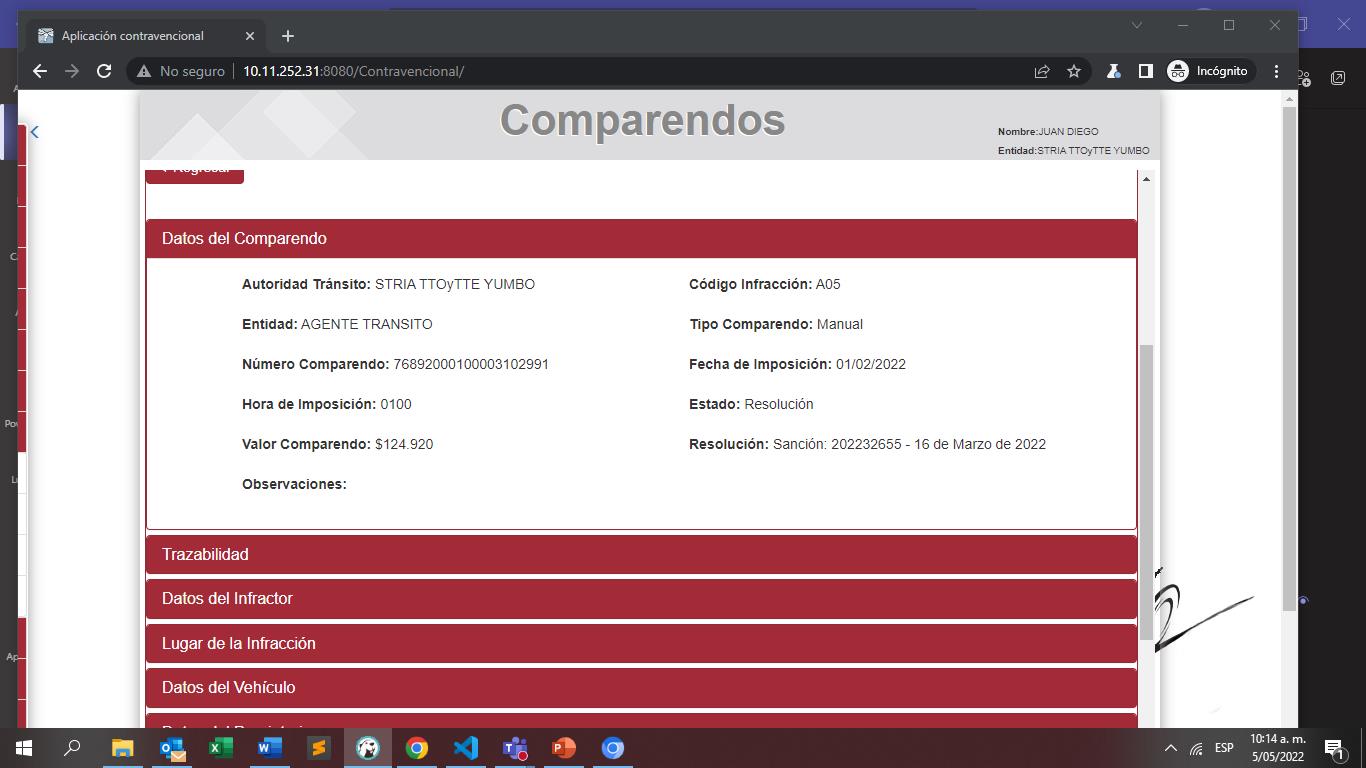 Aplicación contravencional
No seguro
10.11.252.31:8080/Contravencional/
Incógnito
Comparendos
Nombre:JUAN DIEGO
Entidad:STRIA TTOyTTE YUMBO
Datos del Comparendo
Autoridad Tránsito: STRIA TTOyTTE YUMBO
Código Infracción: A05
Entidad: AGENTE TRANSITO
Tipo Comparendo: Manual
Número Comparendo: 76892000100003102991
Fecha de Imposición: 01/02/2022
Hora de Imposición: 0100
Estado: Resolución
Valor Comparendo: $124.920
Resolución: Sanción: 202232655 - 16 de Marzo de 2022
Observaciones:
Trazabilidad
Datos del Infractor
Lugar de la Infracción
Datos del Vehículo
ESP
10:14 a. m.
5/05/2022
1